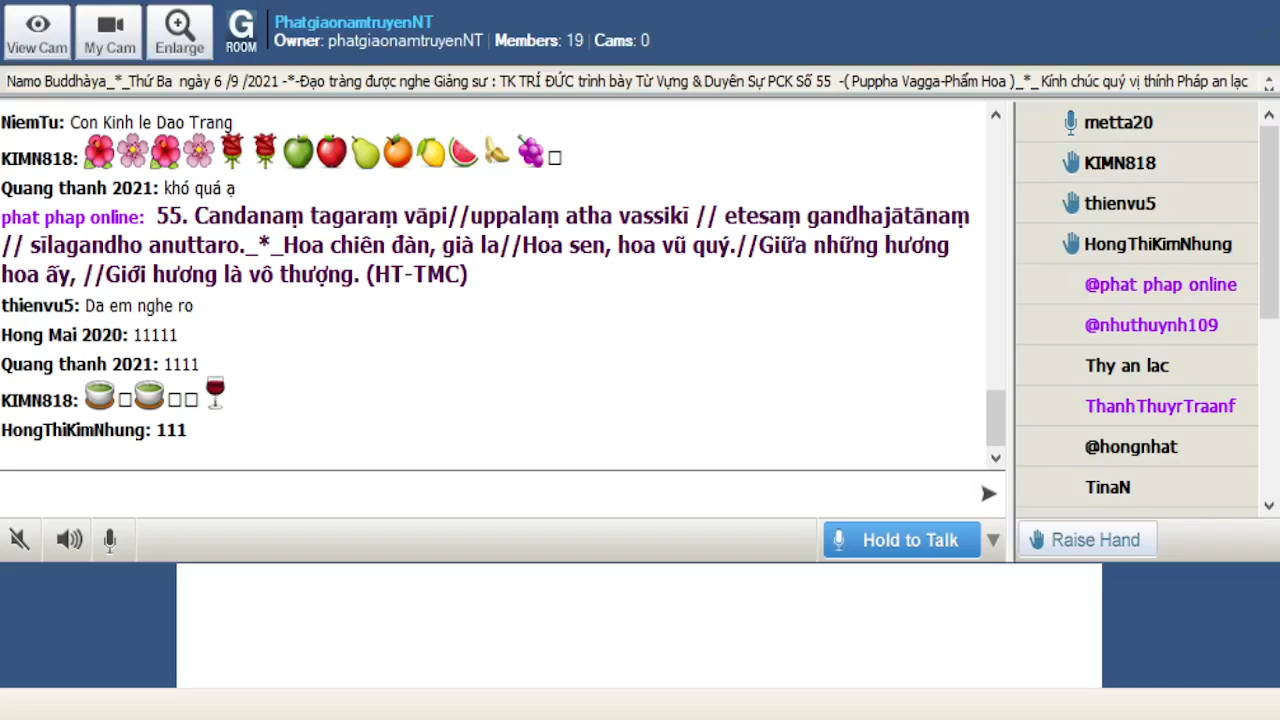 View Cam
My Cam
Enlarge
G
ROOM
PhatgiaonamtruyenNT
Owner: phatgiaonamtruyenNT | Members: 19 | Cams: 0
Namo Buddhàya_*_Thứ Ba ngày 6 /9 /2021 -*-Đạo tràng được nghe Giảng sư : TK TRÍ ĐỨC trình bày Từ Vựng & Duyên Sự PCK Số 55 -( Puppha Vagga-Phẩm Hoa )_*_ Kính chúc quý vị thính Pháp an lạc
NiemTu: Con Kinh le Dao Trang
KIMN818:
Quang thanh 2021: khó quá ạ
phat phap online: 55. Candanaṃ tagaraṃ vāpi//uppalaṃ atha vassikī // etesaṃ gandhajātānaṃ
// sīlagandho anuttaro._*_Hoa chiên đàn, già la//Hoa sen, hoa vũ quý.//Giữa những hương
hoa ấy, //Giới hương là vô thượng. (HT-TMC)
thienvu5: Da em nghe ro
Hong Mai 2020: 11111
Quang thanh 2021: 1111
KIMN818:
HongThiKimNhung: 111
metta20
KIMN818
thienvu5
HongThiKimNhung
@phat phap online
@nhuthuynh109
Thy an lac
ThanhThuyrTraanf
@hongnhat
TinaN
Hold to Talk
Raise Hand